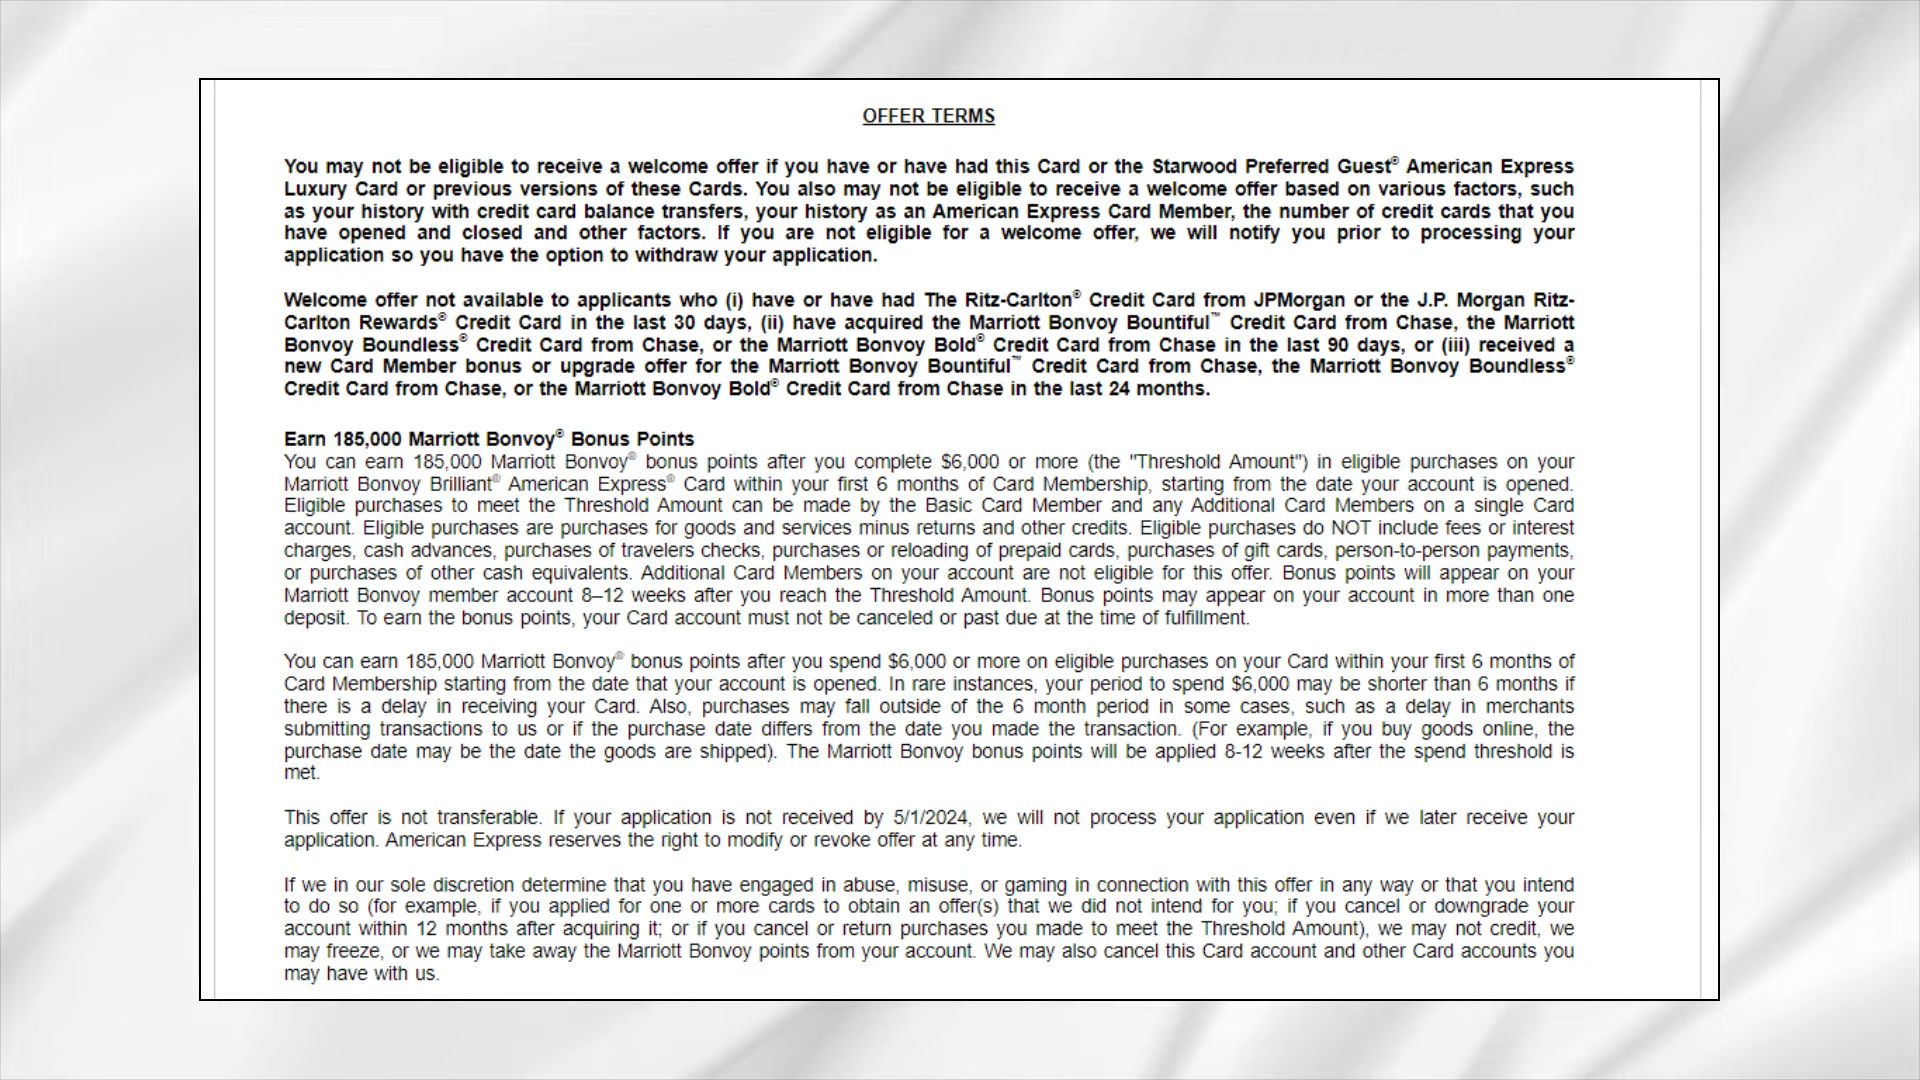 OFFER TERMS
You may not be eligible to receive a welcome offer if you have or have had this Card or the Starwood Preferred Guest® American Express
Luxury Card or previous versions of these Cards. You also may not be eligible to receive a welcome offer based on various factors, such
as your history with credit card balance transfers, your history as an American Express Card Member, the number of credit cards that you
have opened and closed and other factors. If you are not eligible for a welcome offer, we will notify you prior to processing your
application so you have the option to withdraw your application.
Welcome offer not available to applicants who (i) have or have had The Ritz-Carlton® Credit Card from JPMorgan or the J.P. Morgan Ritz-
Carlton Rewards® Credit Card in the last 30 days, (ii) have acquired the Marriott Bonvoy Bountiful™ Credit Card from Chase, the Marriott
Bonvoy Boundless® Credit Card from Chase, or the Marriott Bonvoy Bold® Credit Card from Chase in the last 90 days, or (iii) received a
new Card Member bonus or upgrade offer for the Marriott Bonvoy Bountiful™ Credit Card from Chase, the Marriott Bonvoy Boundless®
Credit Card from Chase, or the Marriott Bonvoy Bold® Credit Card from Chase in the last 24 months.
Earn 185,000 Marriott Bonvoy® Bonus Points
You can earn 185,000 Marriott Bonvoy® bonus points after you complete $6,000 or more (the "Threshold Amount") in eligible purchases on your
Marriott Bonvoy Brilliant® American Express® Card within your first 6 months of Card Membership, starting from the date your account is opened.
Eligible purchases to meet the Threshold Amount can be made by the Basic Card Member and any Additional Card Members on a single Card
account. Eligible purchases are purchases for goods and services minus returns and other credits. Eligible purchases do NOT include fees or interest
charges, cash advances, purchases of travelers checks, purchases or reloading of prepaid cards, purchases of gift cards, person-to-person payments,
or purchases of other cash equivalents. Additional Card Members on your account are not eligible for this offer. Bonus points will appear on your
Marriott Bonvoy member account 8–12 weeks after you reach the Threshold Amount. Bonus points may appear on your account in more than one
deposit. To earn the bonus points, your Card account must not be canceled or past due at the time of fulfillment.
You can earn 185,000 Marriott Bonvoy® bonus points after you spend $6,000 or more on eligible purchases on your Card within your first 6 months of
Card Membership starting from the date that your account is opened. In rare instances, your period to spend $6,000 may be shorter than 6 months if
there is a delay in receiving your Card. Also, purchases may fall outside of the 6 month period in some cases, such as a delay in merchants
submitting transactions to us or if the purchase date differs from the date you made the transaction. (For example, if you buy goods online, the
purchase date may be the date the goods are shipped). The Marriott Bonvoy bonus points will be applied 8-12 weeks after the spend threshold is
met.
This offer is not transferable. If your application is not received by 5/1/2024, we will not process your application even if we later receive your
application. American Express reserves the right to modify or revoke offer at any time.
If we in our sole discretion determine that you have engaged in abuse, misuse, or gaming in connection with this offer in any way or that you intend
to do so (for example, if you applied for one or more cards to obtain an offer(s) that we did not intend for you; if you cancel or downgrade your
account within 12 months after acquiring it; or if you cancel or return purchases you made to meet the Threshold Amount), we may not credit, we
may freeze, or we may take away the Marriott Bonvoy points from your account. We may also cancel this Card account and other Card accounts you
may have with us.